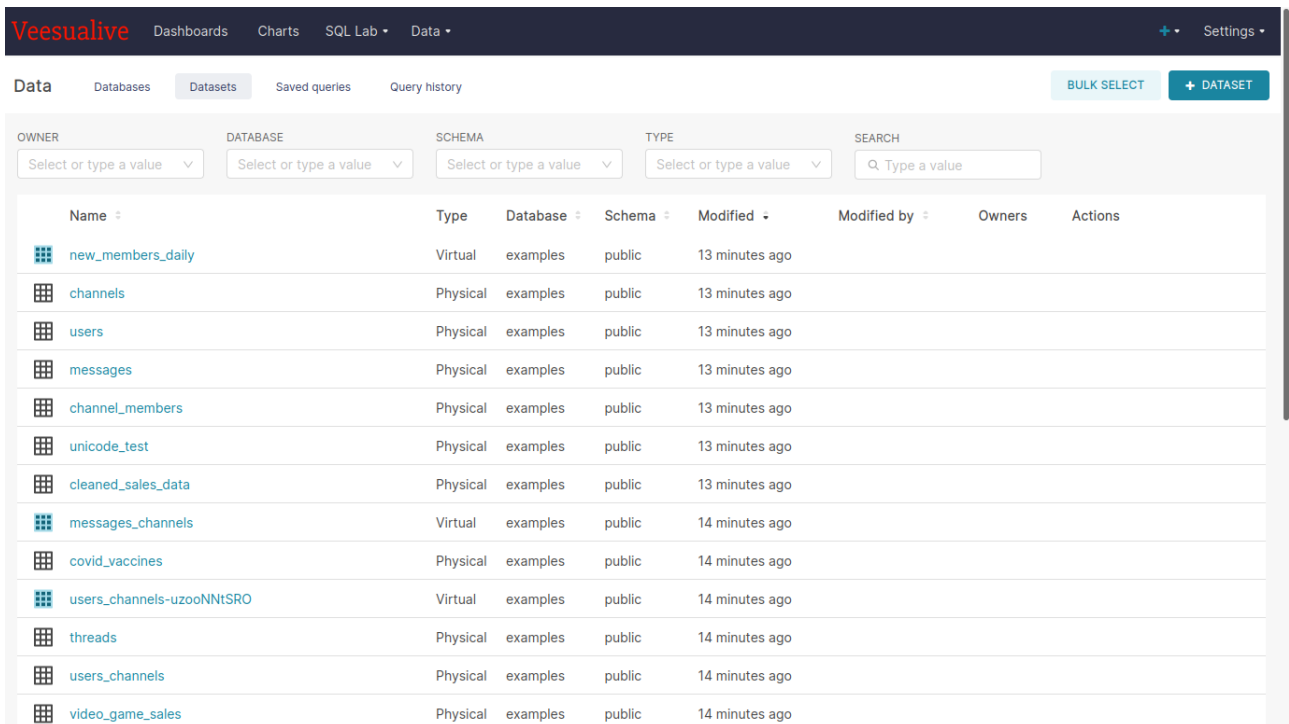 Veesualive Dashboards Charts SQL Lab Data Settings
Data Databases Datasets Saved queries Query history BULK SELECT + DATASET
OWNER DATABASE SCHEMA TYPE SEARCH
Select or type a value Select or type a value Select or type a value Select or type a value Type a value
Name Type Database Schema Modified Modified by Owners Actions
new_members_daily Virtual examples public 13 minutes ago
channels Physical examples public 13 minutes ago
users Physical examples public 13 minutes ago
messages Physical examples public 13 minutes ago
channel_members Physical examples public 13 minutes ago
unicode_test Physical examples public 13 minutes ago
cleaned_sales_data Physical examples public 13 minutes ago
messages_channels Virtual examples public 14 minutes ago
covid_vaccines Physical examples public 14 minutes ago
users_channels-uzooNNtSRO Virtual examples public 14 minutes ago
threads Physical examples public 14 minutes ago
users_channels Physical examples public 14 minutes ago
video_game_sales Physical examples public 14 minutes ago